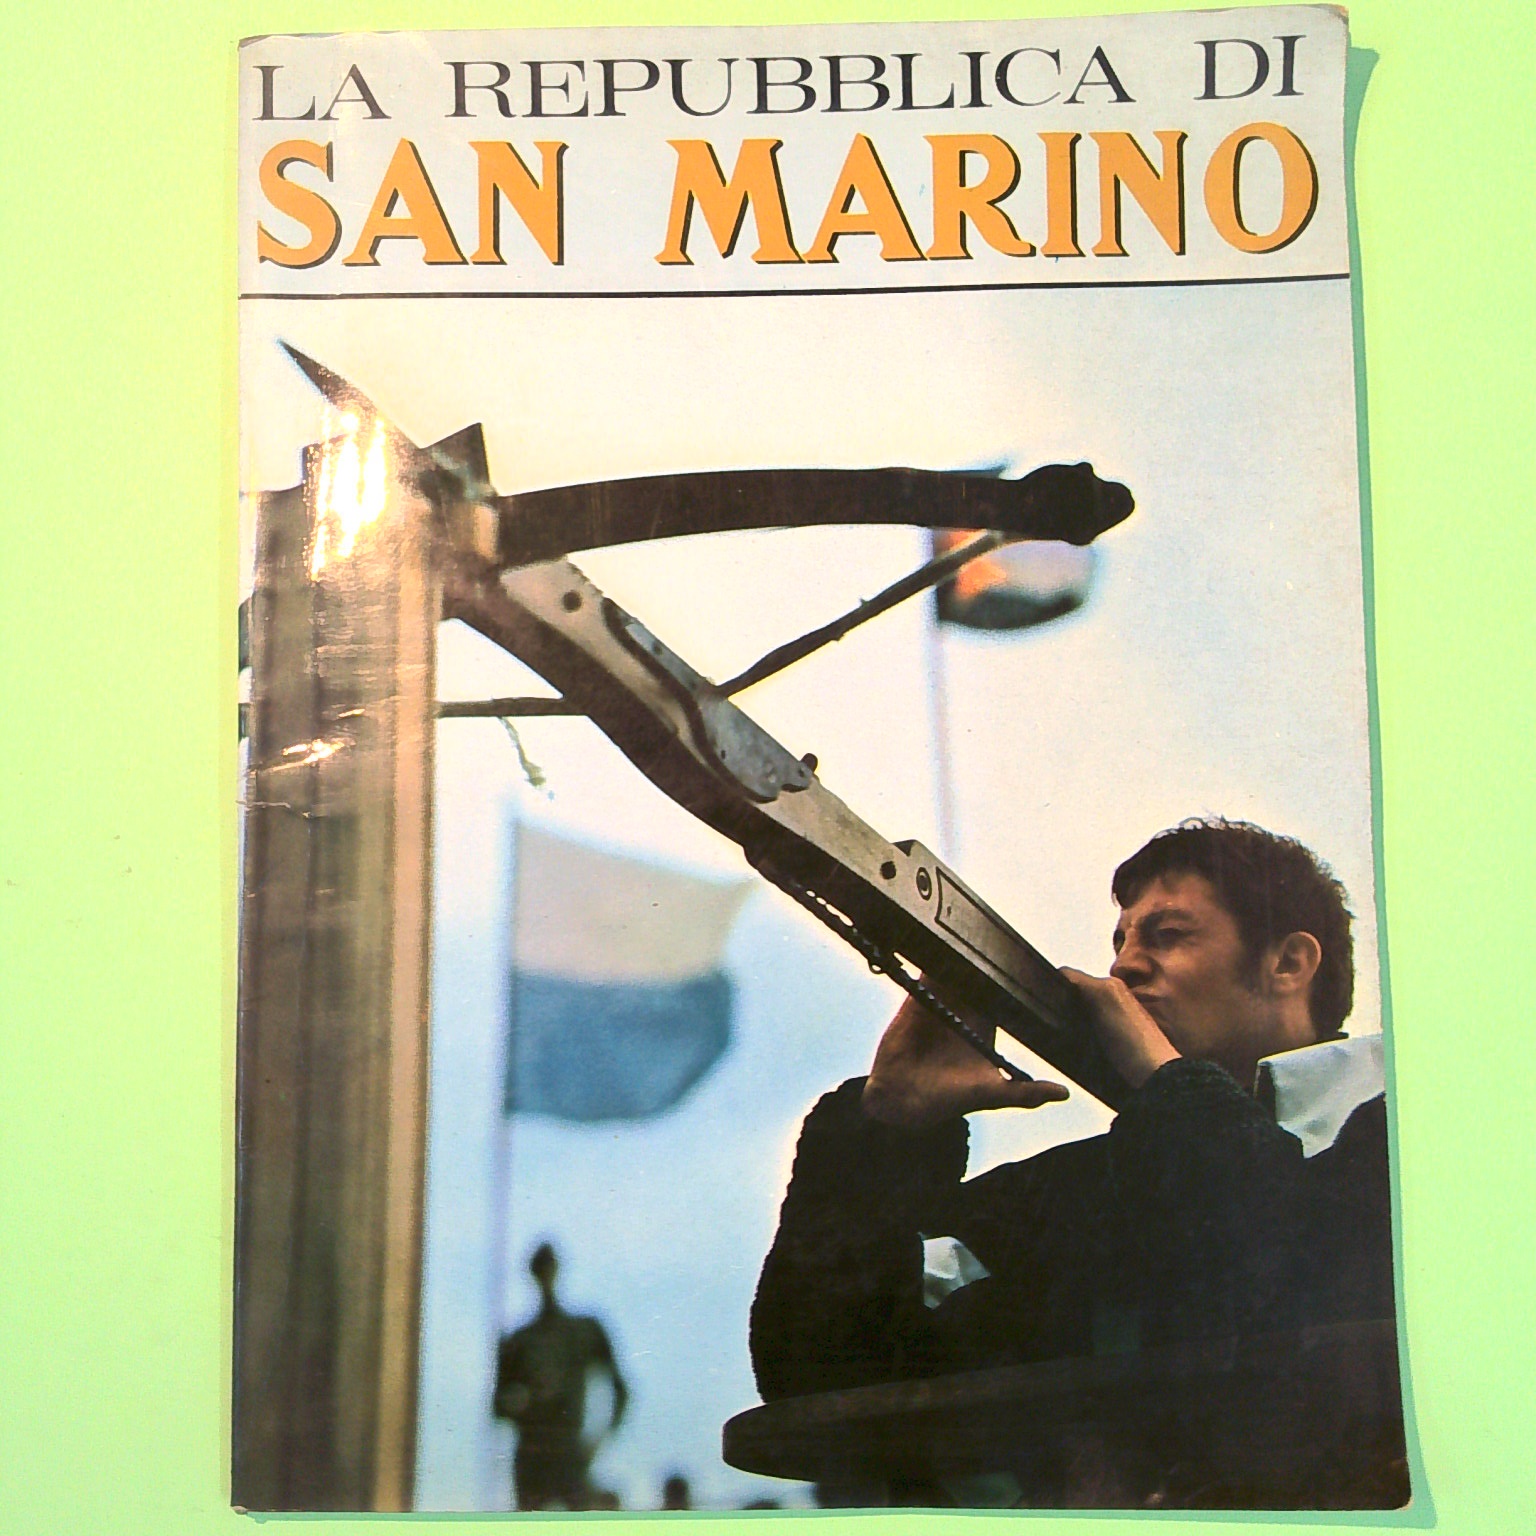 LA REPUBBLICA DI
SAN MARINO